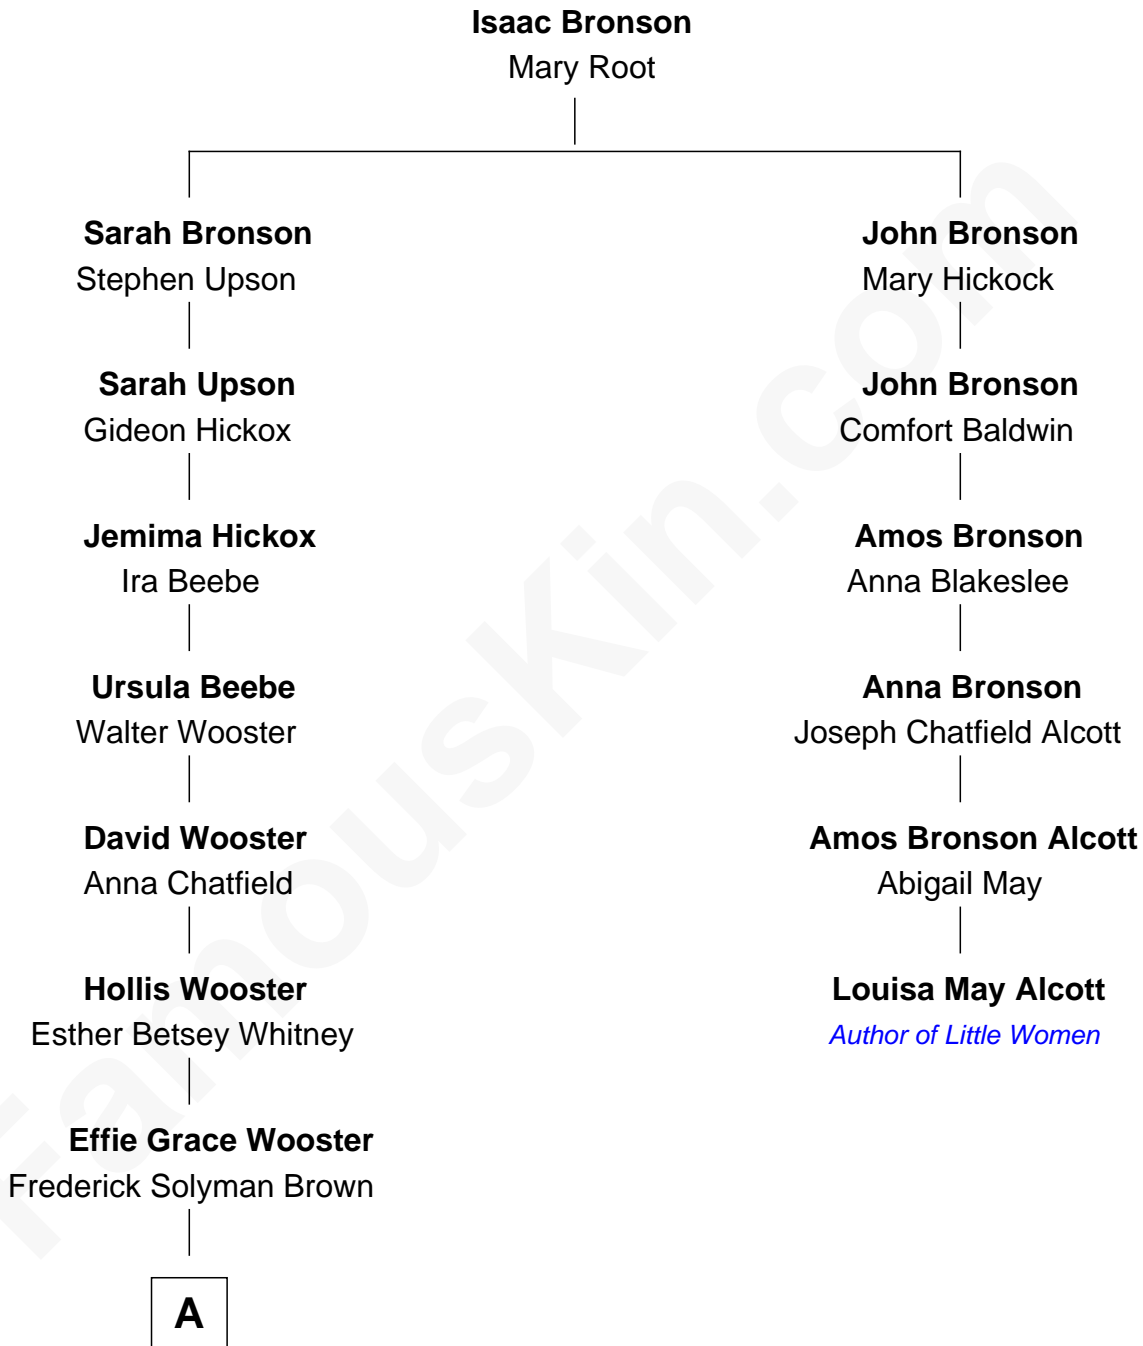 Isaac Bronson
Mary Root
Sarah Bronson
Stephen Upson
John Bronson
Mary Hickock
Sarah Upson
Gideon Hickox
John Bronson
Comfort Baldwin
Jemima Hickox
Ira Beebe
Amos Bronson
Anna Blakeslee
Ursula Beebe
Walter Wooster
Anna Bronson
Joseph Chatfield Alcott
David Wooster
Anna Chatfield
Amos Bronson Alcott
Abigail May
Hollis Wooster
Esther Betsey Whitney
Louisa May Alcott
Author of Little Women
Effie Grace Wooster
Frederick Solyman Brown
A
FamousKin.com